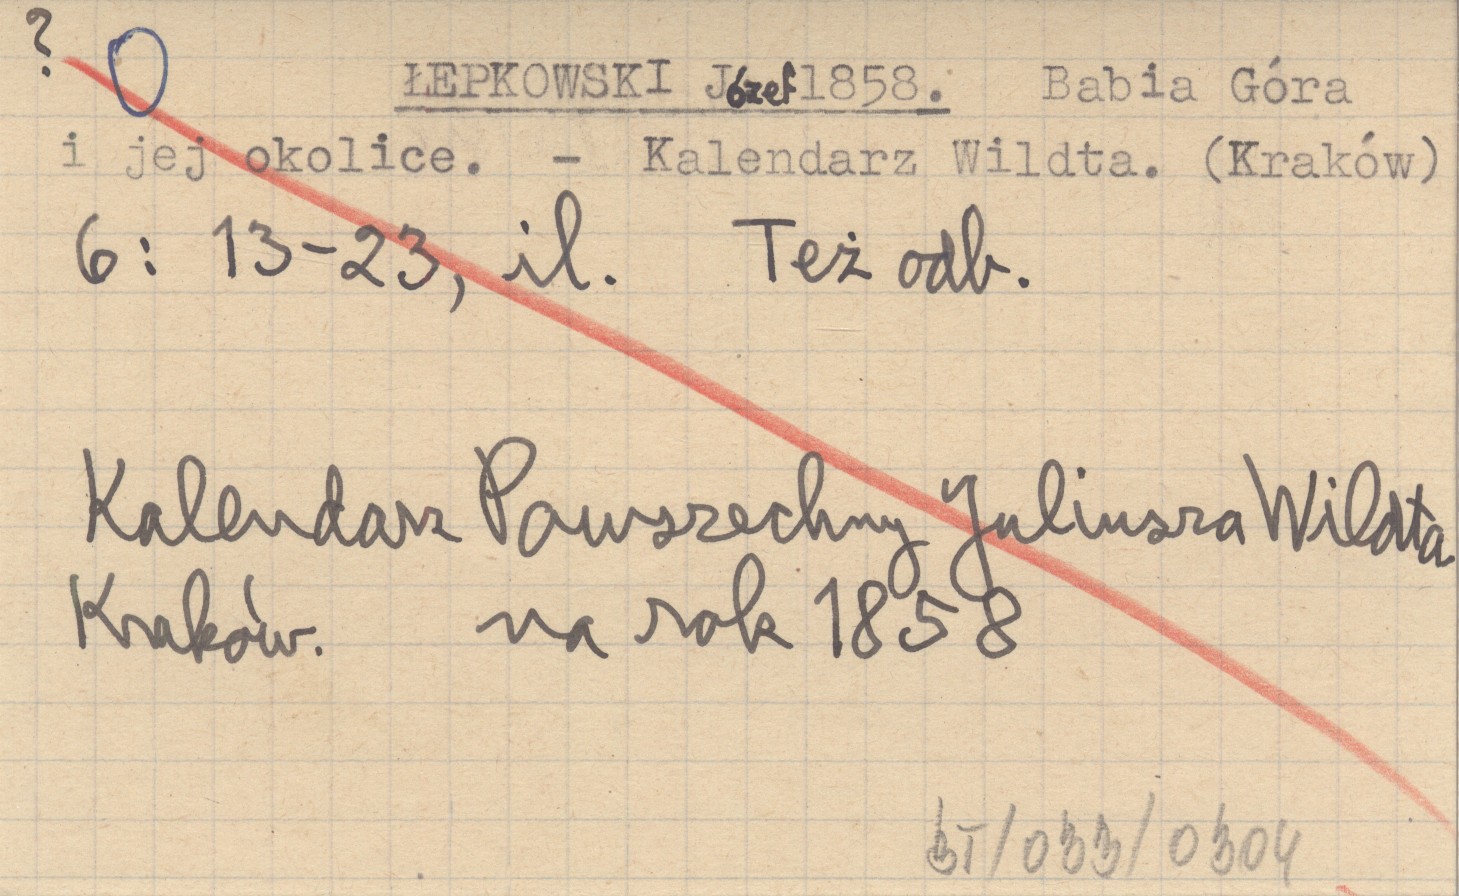 ?
ŁEPKOWSKI Józef 1858. Babia Góra
i jej okolice. - Kalendarz Wildta. (Kraków)
6: 13-23, il. Też odb.
Kalendarz Powszechny Juliusza Wildta
Kraków. na rok 1858
/033/0304